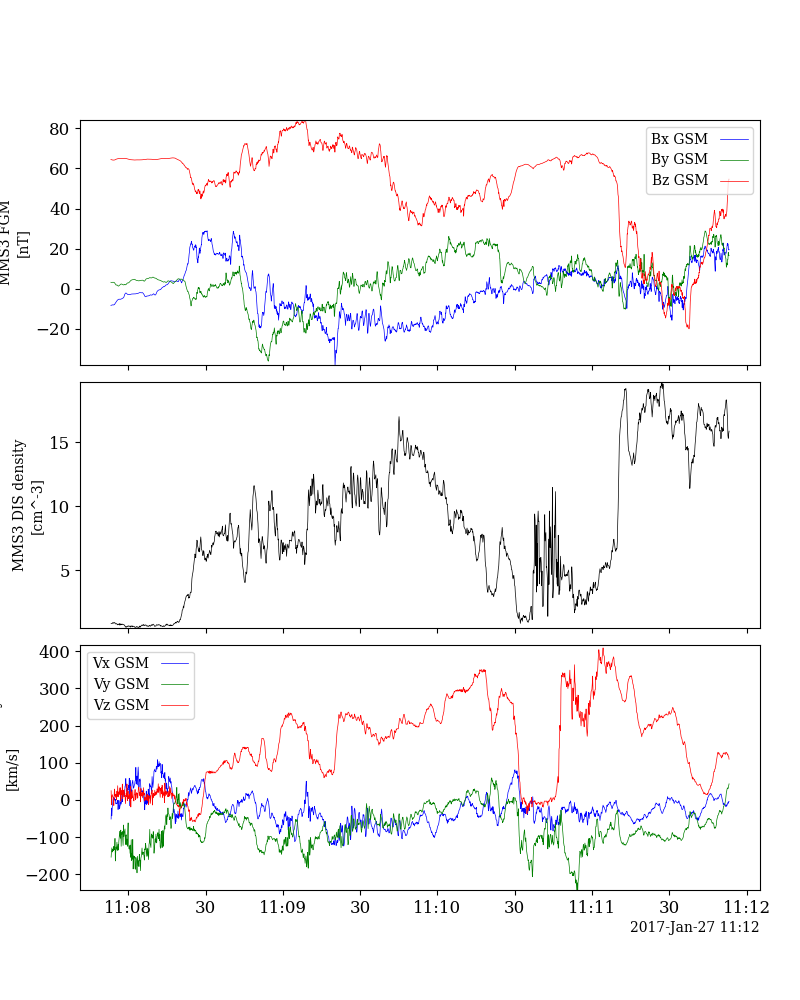 80
60
40
20
0
−20
MMS3 FGM
[nT]
Bx GSM
By GSM
Bz GSM
15
10
5
MMS3 DIS density
[cm^-3]
400
300
200
100
0
−100
−200
[km/s]
Vx GSM
Vy GSM
Vz GSM
11:08 30 11:09 30 11:10 30 11:11 30 11:12
2017-Jan-27 11:12